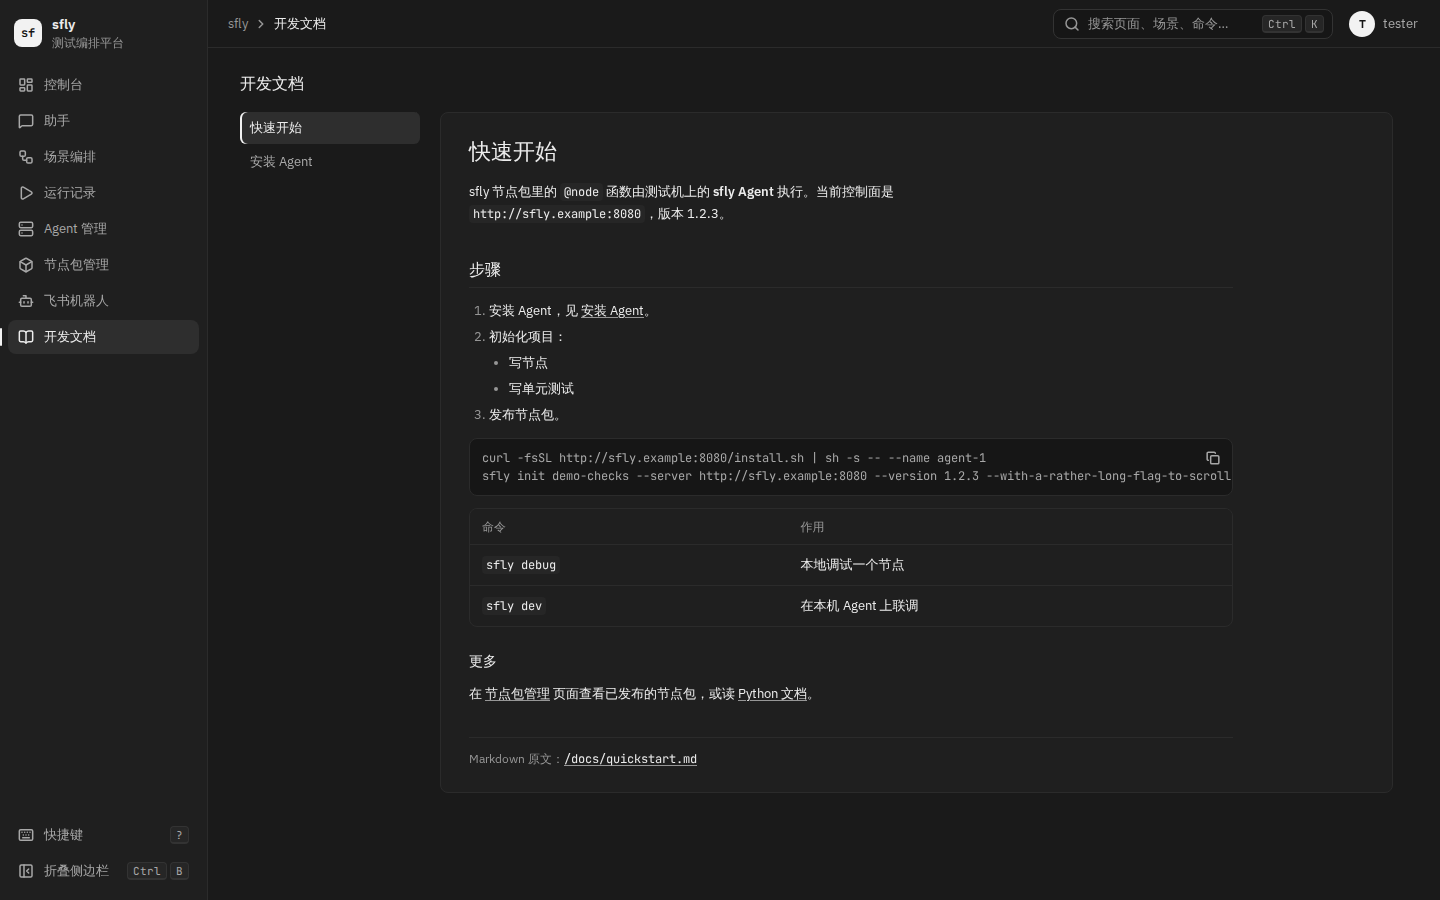 sf
sfly
测试编排平台
控制台
助手
场景编排
运行记录
Agent 管理
节点包管理
飞书机器人
开发文档
快捷键
?
折叠侧边栏
Ctrl B
sfly > 开发文档
搜索页面、场景、命令...
Ctrl K
T
tester
开发文档
快速开始
安装 Agent
快速开始
sfly 节点包里的 @node 函数由测试机上的 sfly Agent 执行。当前控制面是
http://sfly.example:8080，版本 1.2.3。
步骤
1. 安装 Agent，见 安装 Agent。
2. 初始化项目：
• 写节点
• 写单元测试
3. 发布节点包。
curl -fsSL http://sfly.example:8080/install.sh | sh -s -- --name agent-1
sfly init demo-checks --server http://sfly.example:8080 --version 1.2.3 --with-a-rather-long-flag-to-scroll
命令 作用
sfly debug 本地调试一个节点
sfly dev 在本机 Agent 上联调
更多
在 节点包管理 页面查看已发布的节点包，或读 Python 文档。
Markdown 原文：/docs/quickstart.md